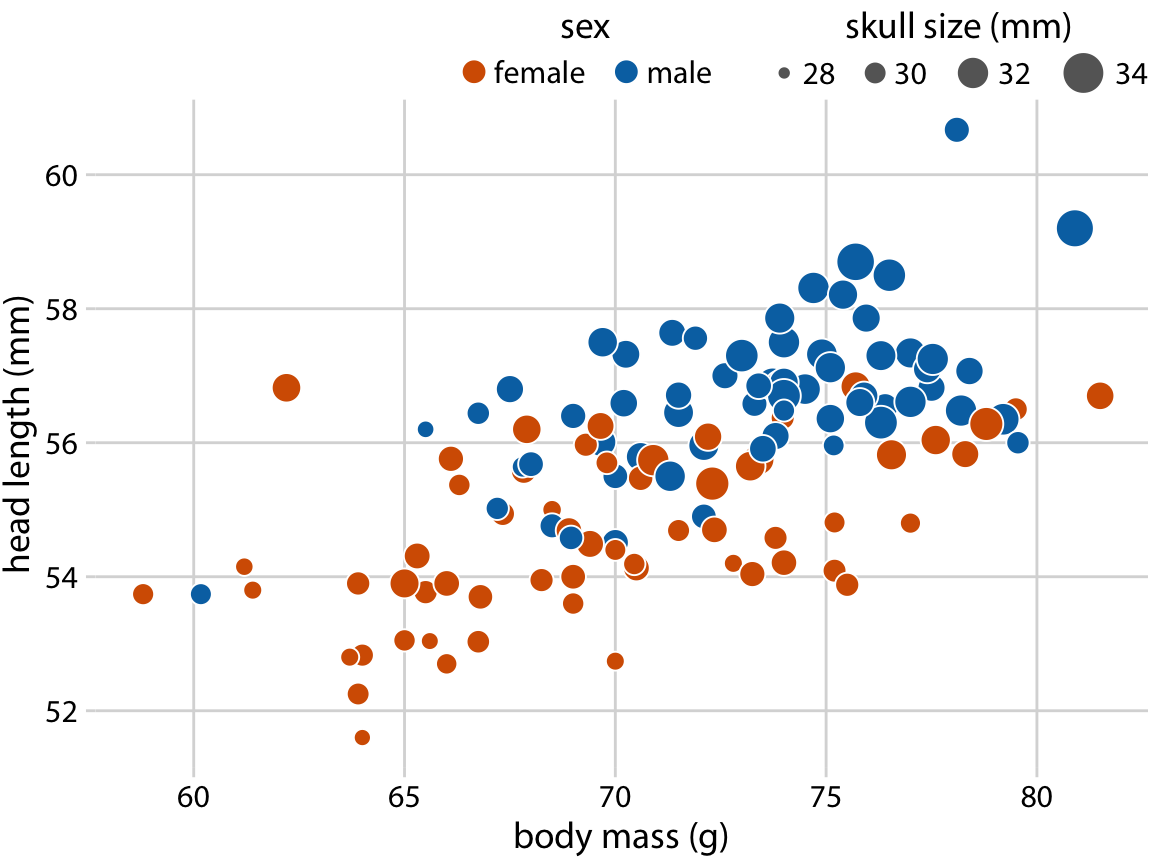 sex skull size (mm)
female male 28 30 32 34
60
58
56
54
52
head length (mm)
60 65 70 75 80
body mass (g)